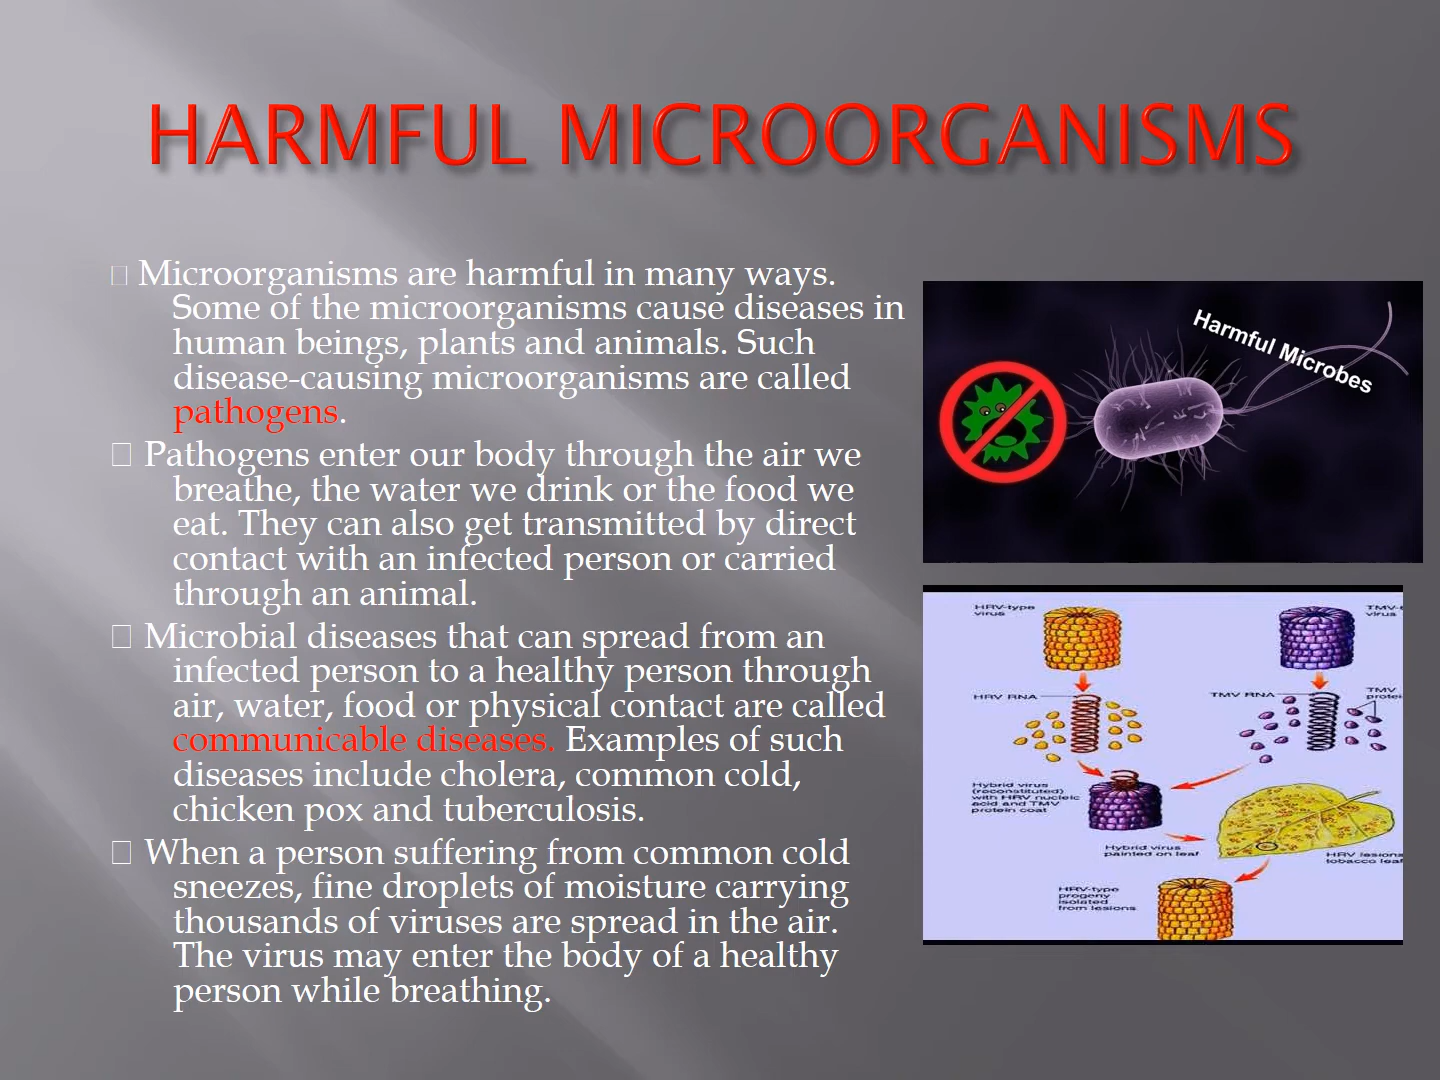 HARMFUL MICROORGANISMS
Microorganisms are harmful in many ways.
Some of the microorganisms cause diseases in
human beings, plants and animals. Such
disease-causing microorganisms are called
pathogens.
Pathogens enter our body through the air we
breathe, the water we drink or the food we
eat. They can also get transmitted by direct
contact with an infected person or carried
through an animal.
Microbial diseases that can spread from an
infected person to a healthy person through
air, water, food or physical contact are called
communicable diseases. Examples of such
diseases include cholera, common cold,
chicken pox and tuberculosis.
When a person suffering from common cold
sneezes, fine droplets of moisture carrying
thousands of viruses are spread in the air.
The virus may enter the body of a healthy
person while breathing.
Harmful Microbes
HRV-type
virus
TMV-t
virus
HRV RNA
TMV RNA
TMV
protei
Hybrid virus
(reconstituted)
with HRV nucleic
acid and TMV
protein coat
Hybrid virus
painted on leaf
HRV lesions
tobacco leaf
HRV-type
progeny
isolated
from lesions